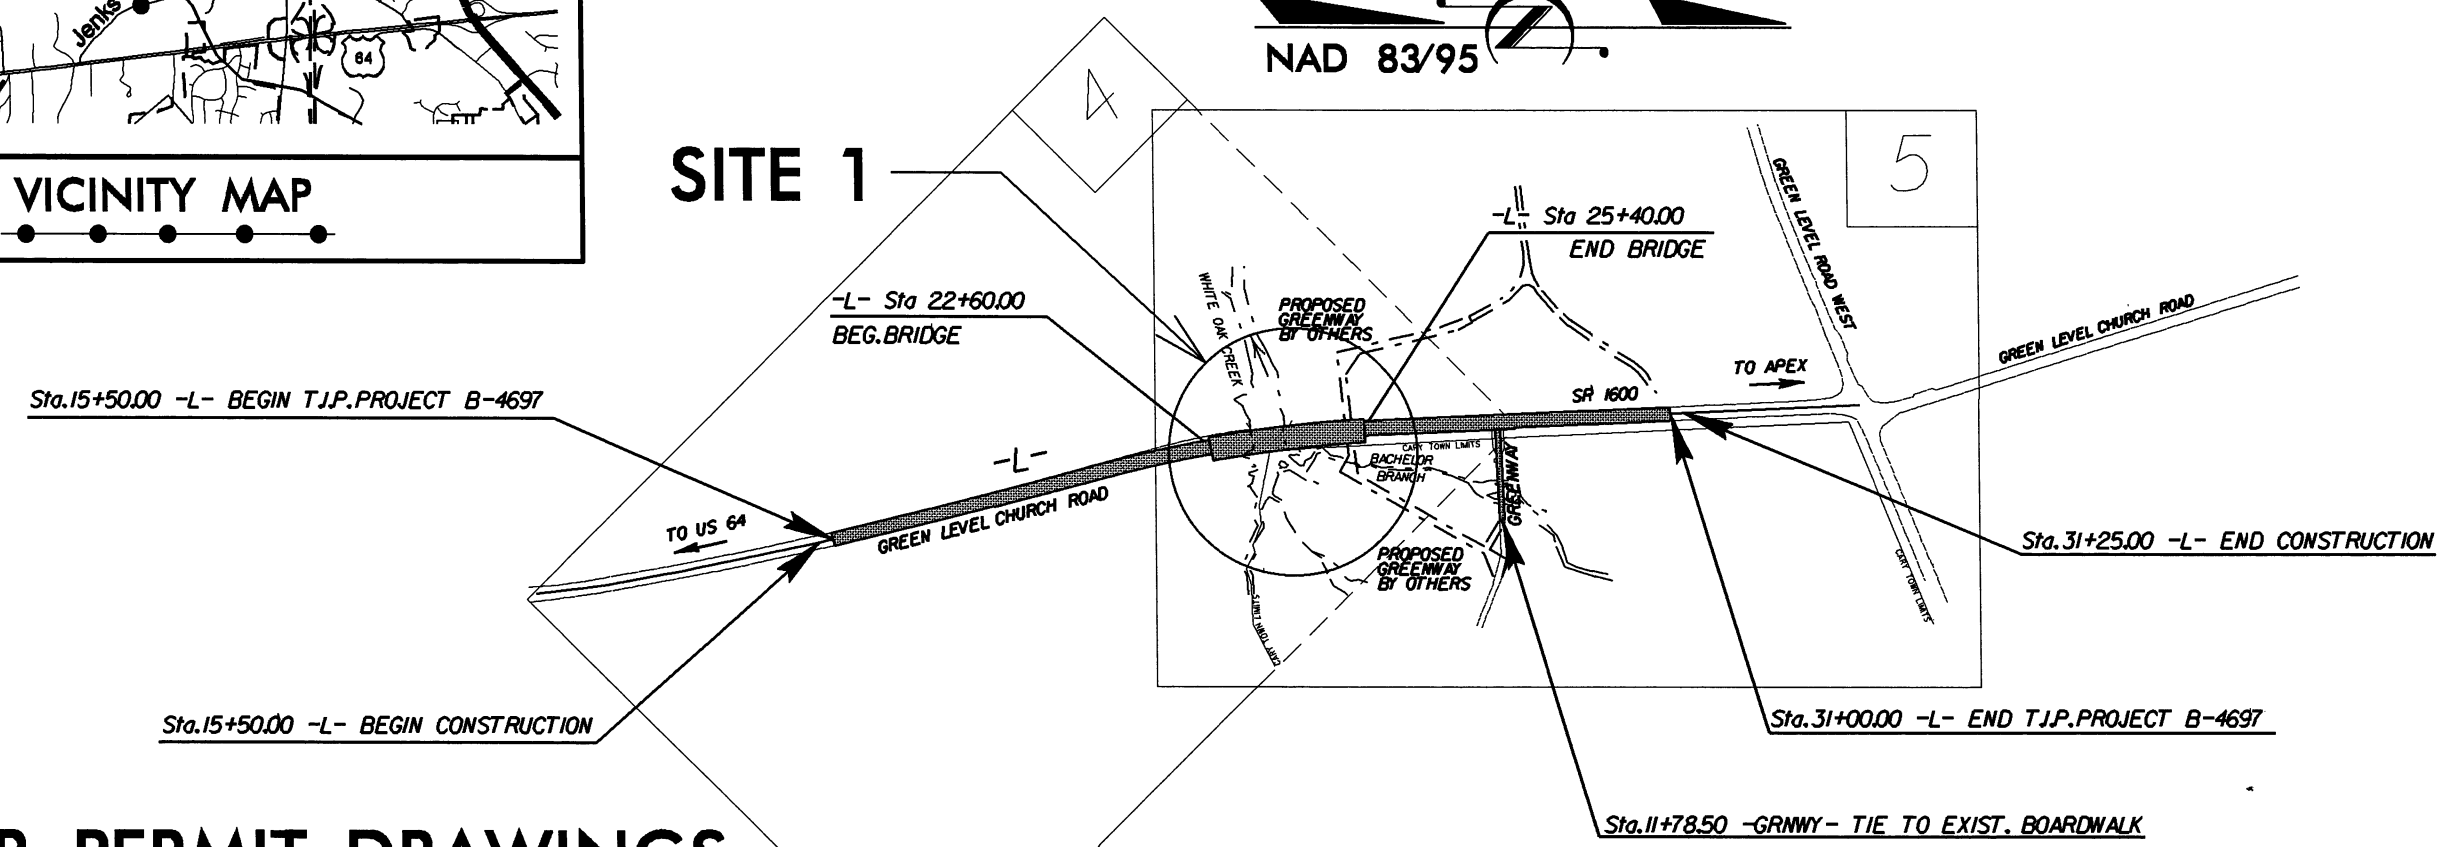 Jenks
64
VICINITY MAP
NAD 83/95
4
5
SITE 1
-L- Sta 25+40.00
END BRIDGE
-L- Sta 22+60.00
BEG.BRIDGE
WHITE OAK CREEK
PROPOSED
GREENWAY
BY OTHERS
GREEN LEVEL ROAD WEST
GREEN LEVEL CHURCH ROAD
TO APEX
SR 1600
Sta.15+50.00 -L- BEGIN T.I.P.PROJECT B-4697
-L-
CARY TOWN LIMITS
BACHELOR
BRANCH
GREENWAY
TO US 64
GREEN LEVEL CHURCH ROAD
PROPOSED
GREENWAY
BY OTHERS
CARY TOWN LIMITS
CARY TOWN LIMITS
Sta.31+25.00 -L- END CONSTRUCTION
Sta.15+50.00 -L- BEGIN CONSTRUCTION
Sta.31+00.00 -L- END T.I.P.PROJECT B-4697
Sta.11+78.50 -GRNWY- TIE TO EXIST. BOARDWALK
PERMIT DRAWINGS